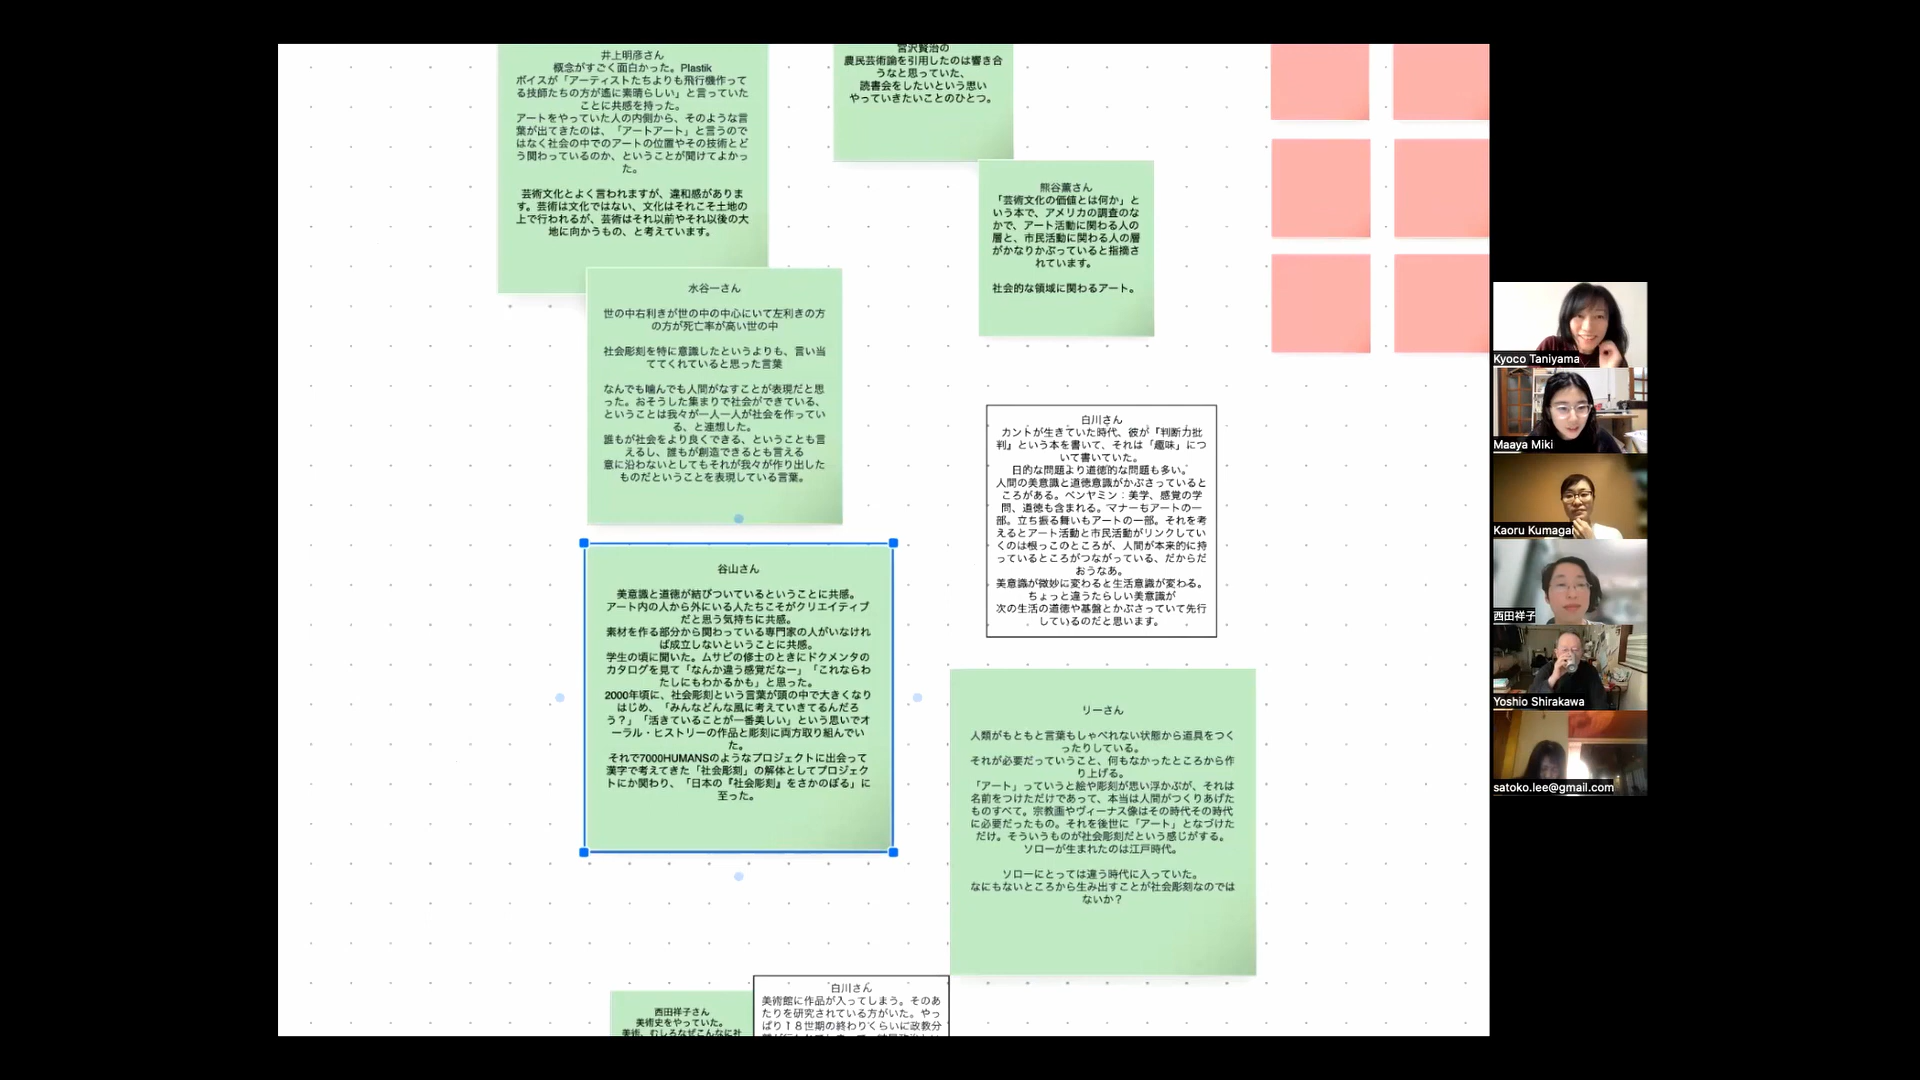 井上明彦さん
概念がすごく面白かった。Plastik
ボイスが「アーティストたちよりも飛行機作って
る技師たちの方が遙に素晴らしい」と言っていた
ことに共感を持った。
アートをやっていた人の内側から、そのような言
葉が出てきたのは、「アートアート」と言うので
はなく社会の中でのアートの位置やその技術とど
う関わっているのか、ということが聞けてよかっ
た。
芸術文化とよく言われますが、違和感がありま
す。芸術は文化ではない、文化はそれこそ土地の
上で行われるが、芸術はそれ以前やそれ以後の大
地に向かうもの、と考えています。
宮沢賢治の
農民芸術論を引用したのは響き合
うなと思っていた、
読書会をしたいという思い
やっていきたいことのひとつ。
熊谷薫さん
「芸術文化の価値とは何か」と
いう本で、アメリカの調査のな
かで、アート活動に関わる人の
層と、市民活動に関わる人の層
がかなりかぶっていると指摘さ
れています。
社会的な領域に関わるアート。
水谷一さん
世の中右利きが世の中の中心にいて左利きの方
の方が死亡率が高い世の中
社会彫刻を特に意識したというよりも、言い当
ててくれていると思った言葉
なんでも噛んでも人間がなすことが表現だと思
った。おそうした集まりで社会ができている、
ということは我々が一人一人が社会を作ってい
る、と連想した。
誰もが社会をより良くできる、ということも言
えるし、誰もが創造できるとも言える
意に沿わないとしてもそれが我々が作り出した
ものだということを表現している言葉。
白川さん
カントが生きていた時代、彼が『判断力批
判』という本を書いて、それは「趣味」につ
いて書いていた。
日的な問題より道徳的な問題も多い。
人間の美意識と道徳意識がかぶさっていると
ころがある。ベンヤミン：美学、感覚の学
問、道徳も含まれる。マナーもアートの一
部。立ち振る舞いもアートの一部。それを考
えるとアート活動と市民活動がリンクしてい
くのは根っこのところが、人間が本来的に持
っているところがつながっている、だからだ
おうなあ。
美意識が微妙に変わると生活意識が変わる。
ちょっと違うたらしい美意識が
次の生活の道徳や基盤とかぶさっていて先行
しているのだと思います。
谷山さん
美意識と道徳が結びついているということに共感。
アート内の人から外にいる人たちこそがクリエイティブ
だと思う気持ちに共感。
素材を作る部分から関わっている専門家の人がいなけれ
ば成立しないということに共感。
学生の頃に聞いた。ムサビの修士のときにドクメンタの
カタログを見て「なんか違う感覚だなー」「これならわ
たしにもわかるかも」と思った。
2000年頃に、社会彫刻という言葉が頭の中で大きくなり
はじめ、「みんなどんな風に考えていきてるんだろ
う？」「活きていることが一番美しい」という思いでオ
ーラル・ヒストリーの作品と彫刻に両方取り組んでい
た。
それで7000HUMANSのようなプロジェクトに出会って
漢字で考えてきた「社会彫刻」の解体としてプロジェク
トにか関わり、「日本の『社会彫刻』をさかのぼる」に
至った。
リーさん
人類がもともと言葉もしゃべれない状態から道具をつく
ったりしている。
それが必要だっていうこと、何もなかったところから作
り上げる。
「アート」っていうと絵や彫刻が思い浮かぶが、それは
名前をつけただけであって、本当は人間がつくりあげた
ものすべて。宗教画やヴィーナス像はその時代その時代
に必要だったもの。それを後世に「アート」となづけた
だけ。そういうものが社会彫刻だという感じがする。
ソローが生まれたのは江戸時代。
ソローにとっては違う時代に入っていた。
なにもないところから生み出すことが社会彫刻なのでは
ないか？
西田祥子さん
美術史をやっていた。
美術、むしろなぜこんなに社
白川さん
美術館に作品が入ってしまう。そのあ
たりを研究されている方がいた。やっ
ぱり１８世期の終わりくらいに政教分
Kyoco Taniyama
Maaya Miki
Kaoru Kumagai
西田祥子
Yoshio Shirakawa
satoko.lee@gmail.com